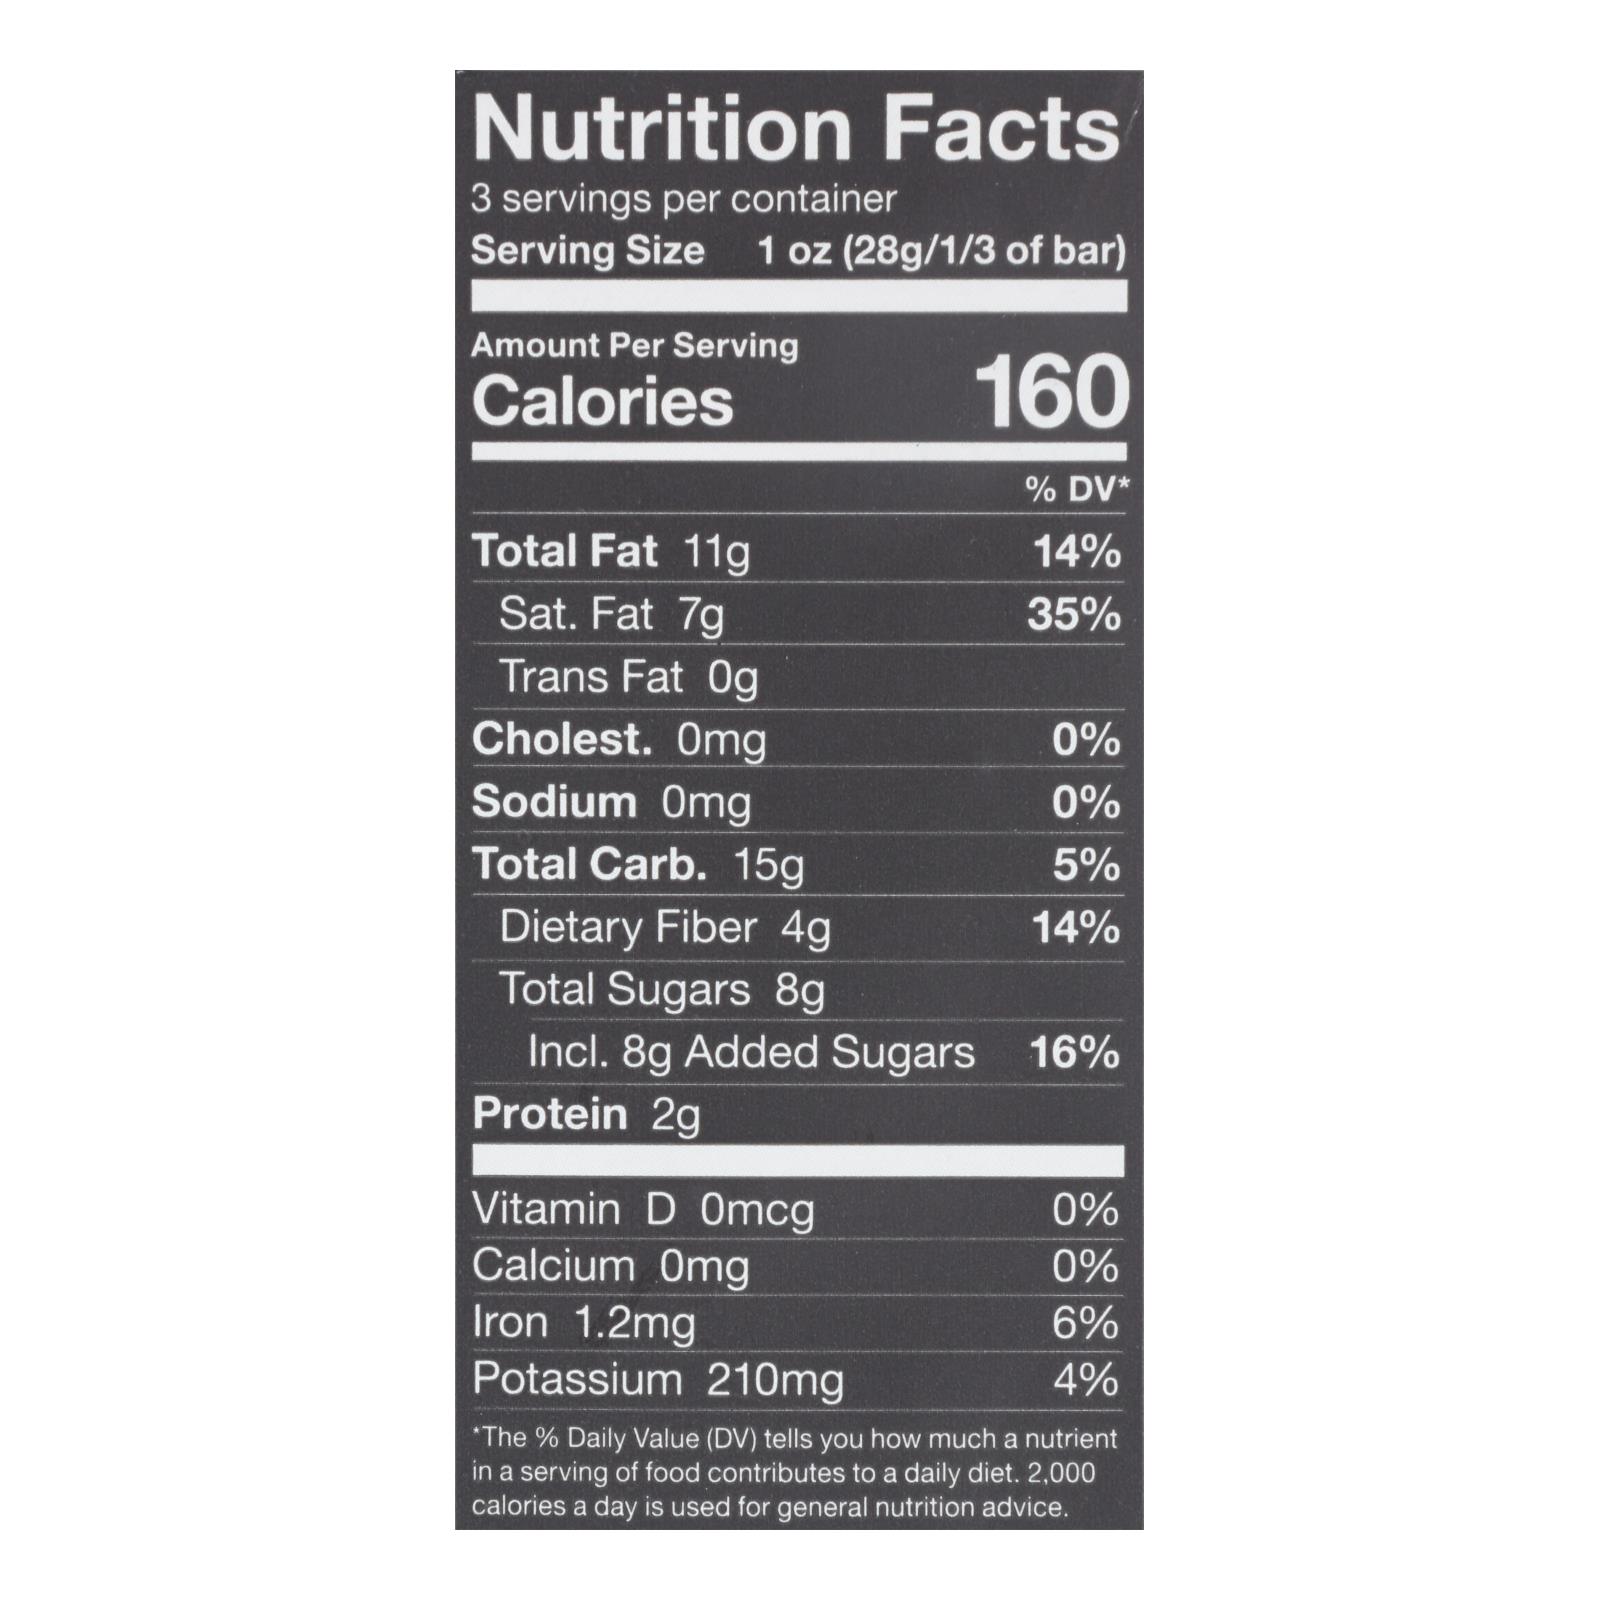 Nutrition Facts
3 servings per container
Serving Size 1 oz (28g/1/3 of bar)
Amount Per Serving
Calories 160
% DV*
Total Fat 11g 14%
Sat. Fat 7g 35%
Trans Fat 0g
Cholest. 0mg 0%
Sodium 0mg 0%
Total Carb. 15g 5%
Dietary Fiber 4g 14%
Total Sugars 8g
Incl. 8g Added Sugars 16%
Protein 2g
Vitamin D 0mcg 0%
Calcium 0mg 0%
Iron 1.2mg 6%
Potassium 210mg 4%
*The % Daily Value (DV) tells you how much a nutrient
in a serving of food contributes to a daily diet. 2,000
calories a day is used for general nutrition advice.